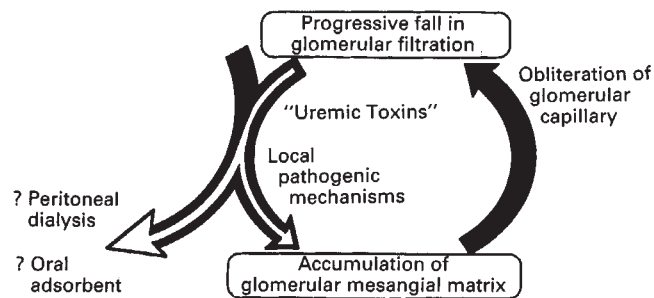 Progressive fall in
glomerular filtration
Obliteration of
glomerular
capillary
"Uremic Toxins"
Local
pathogenic
mechanisms
? Peritoneal
dialysis
? Oral
adsorbent
Accumulation of
glomerular mesangial matrix